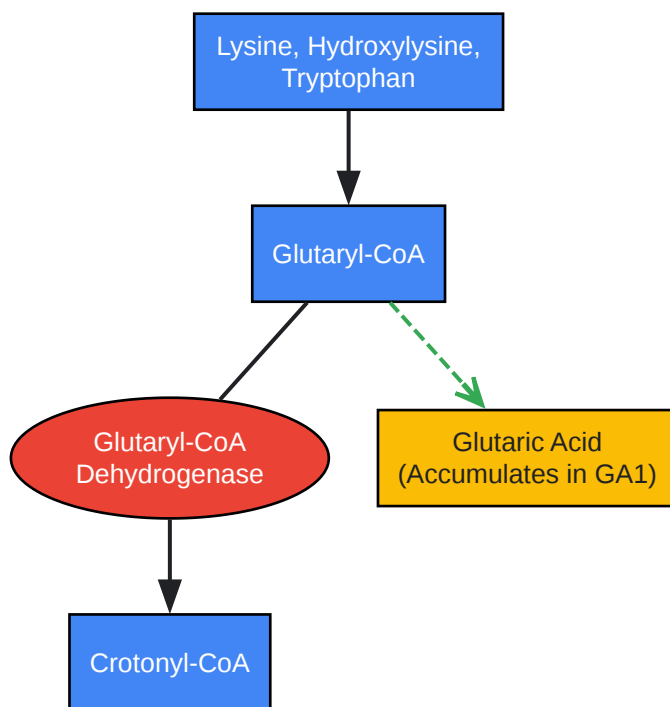 Lysine, Hydroxylysine,
Tryptophan
Glutaryl-CoA
Glutaryl-CoA
Dehydrogenase
Glutaric Acid
(Accumulates in GA1)
Crotonyl-CoA